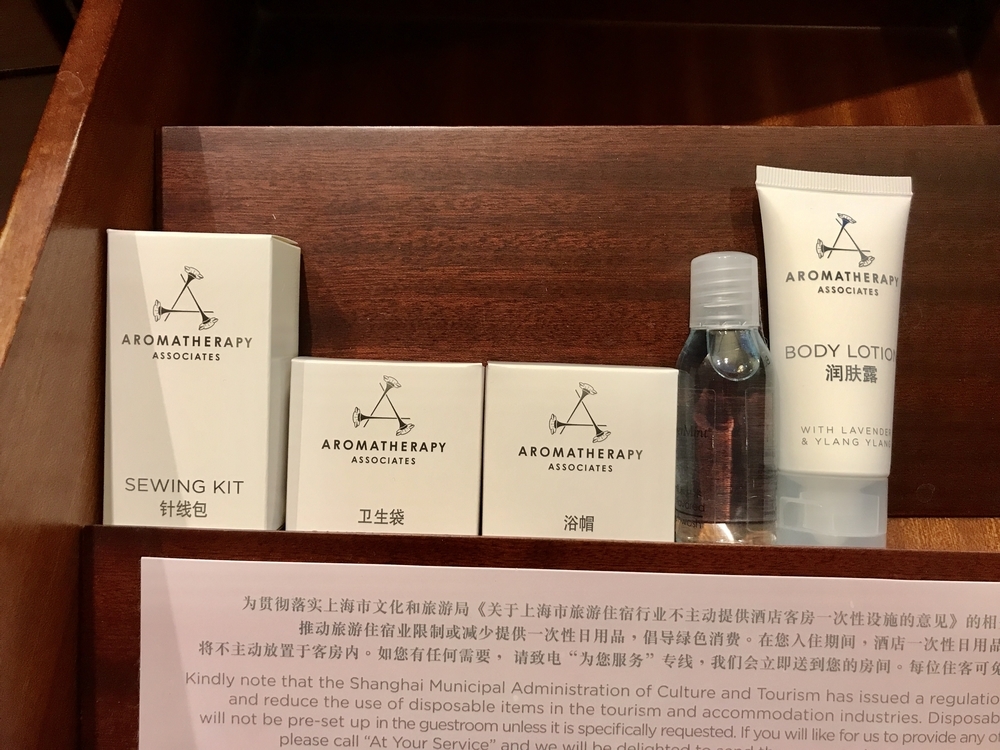 AROMATHERAPY
ASSOCIATES
SEWING KIT
针线包
AROMATHERAPY
ASSOCIATES
卫生袋
AROMATHERAPY
ASSOCIATES
浴帽
AROMATHERAPY
ASSOCIATES
BODY LOTION
润肤露
WITH LAVENDER
& YLANG YLANG
为贯彻落实上海市文化和旅游局《关于上海市旅游住宿行业不主动提供酒店客房一次性设施的意见》的相
推动旅游住宿业限制或减少提供一次性日用品，倡导绿色消费。在您入住期间，酒店一次性日用品
将不主动放置于客房内。如您有任何需要， 请致电“为您服务”专线，我们会立即送到您的房间。每位住客可免
Kindly note that the Shanghai Municipal Administration of Culture and Tourism has issued a regulation
and reduce the use of disposable items in the tourism and accommodation industries.
will not be pre-set up in the guestroom unless it is specifically requested. If you will like for us to provide any
please call “At Your Service” and we will be delighted to send